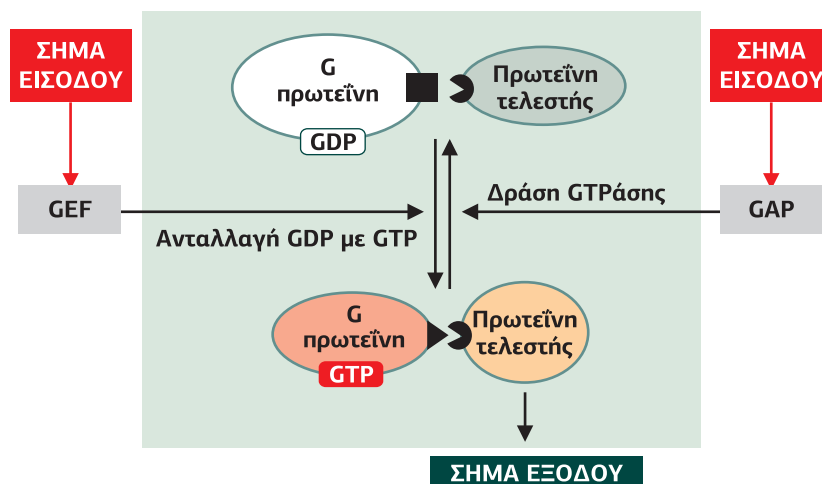 ΣΗΜΑ
ΕΙΣΟΔΟΥ
G
πρωτεΐνη
GDP
Πρωτεΐνη
τελεστής
ΣΗΜΑ
ΕΙΣΟΔΟΥ
GEF
Ανταλλαγή GDP με GTP
Δράση GTPάσης
GAP
G
πρωτεΐνη
GTP
Πρωτεΐνη
τελεστής
ΣΗΜΑ ΕΞΟΔΟΥ